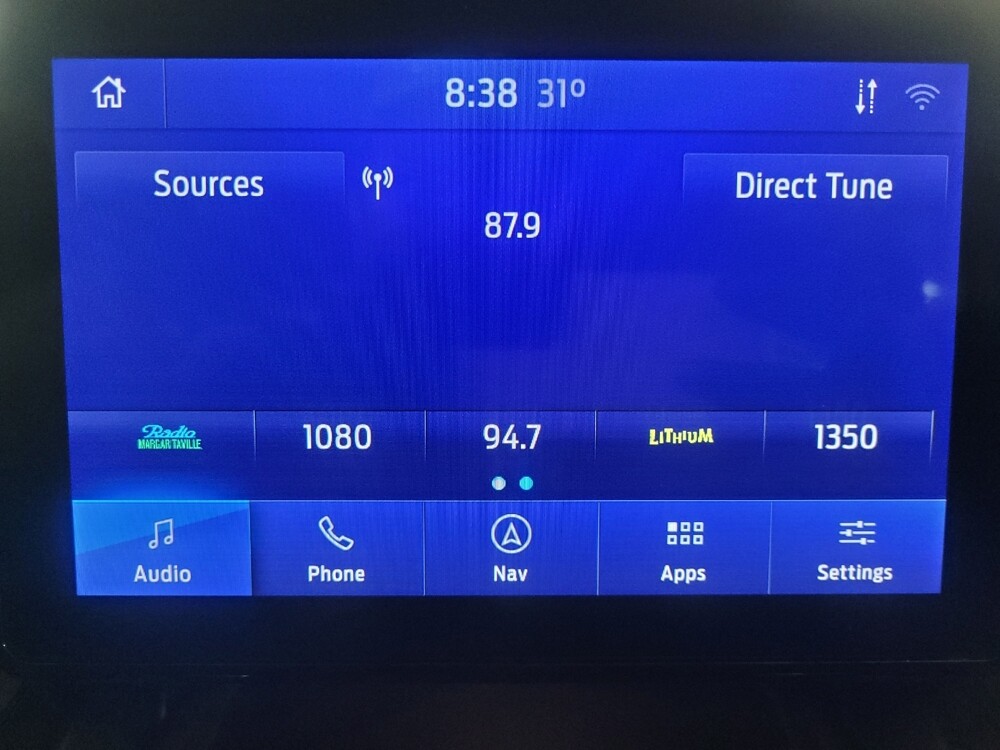 8:38 31°
Sources
Direct Tune
87.9
Radio
MARGARITAVILLE
1080
94.7
LiTHiUM
1350
Audio
Phone
Nav
Apps
Settings